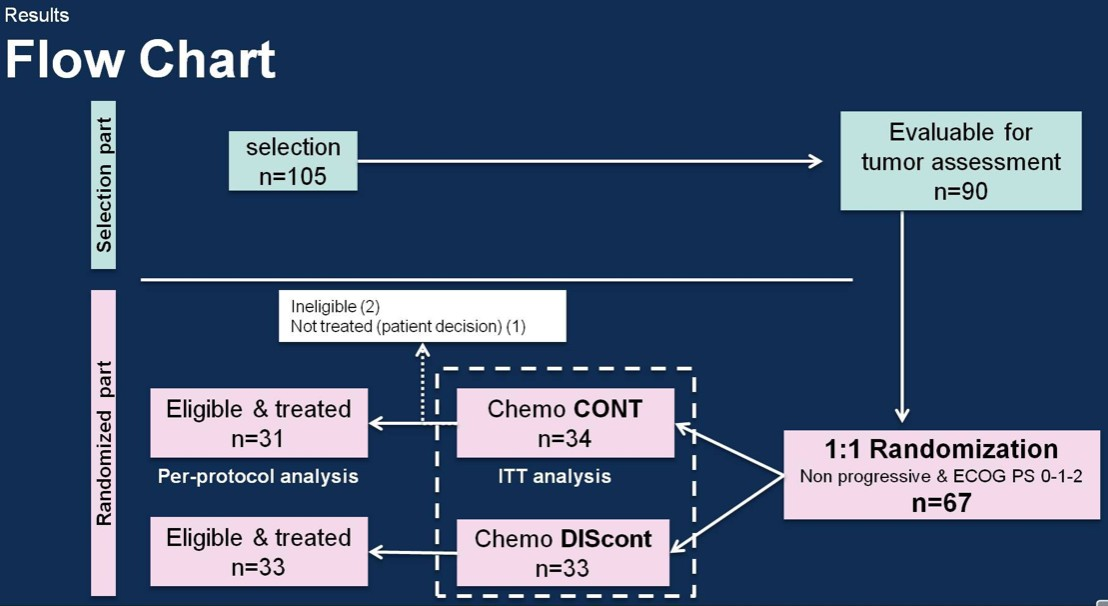 Results
Flow Chart
Selection part
selection
n=105
Evaluable for
tumor assessment
n=90
Randomized part
Ineligible (2)
Not treated (patient decision) (1)
Eligible & treated
n=31
Per-protocol analysis
Chemo CONT
n=34
ITT analysis
1:1 Randomization
Non progressive & ECOG PS 0-1-2
n=67
Eligible & treated
n=33
Chemo DIScont
n=33